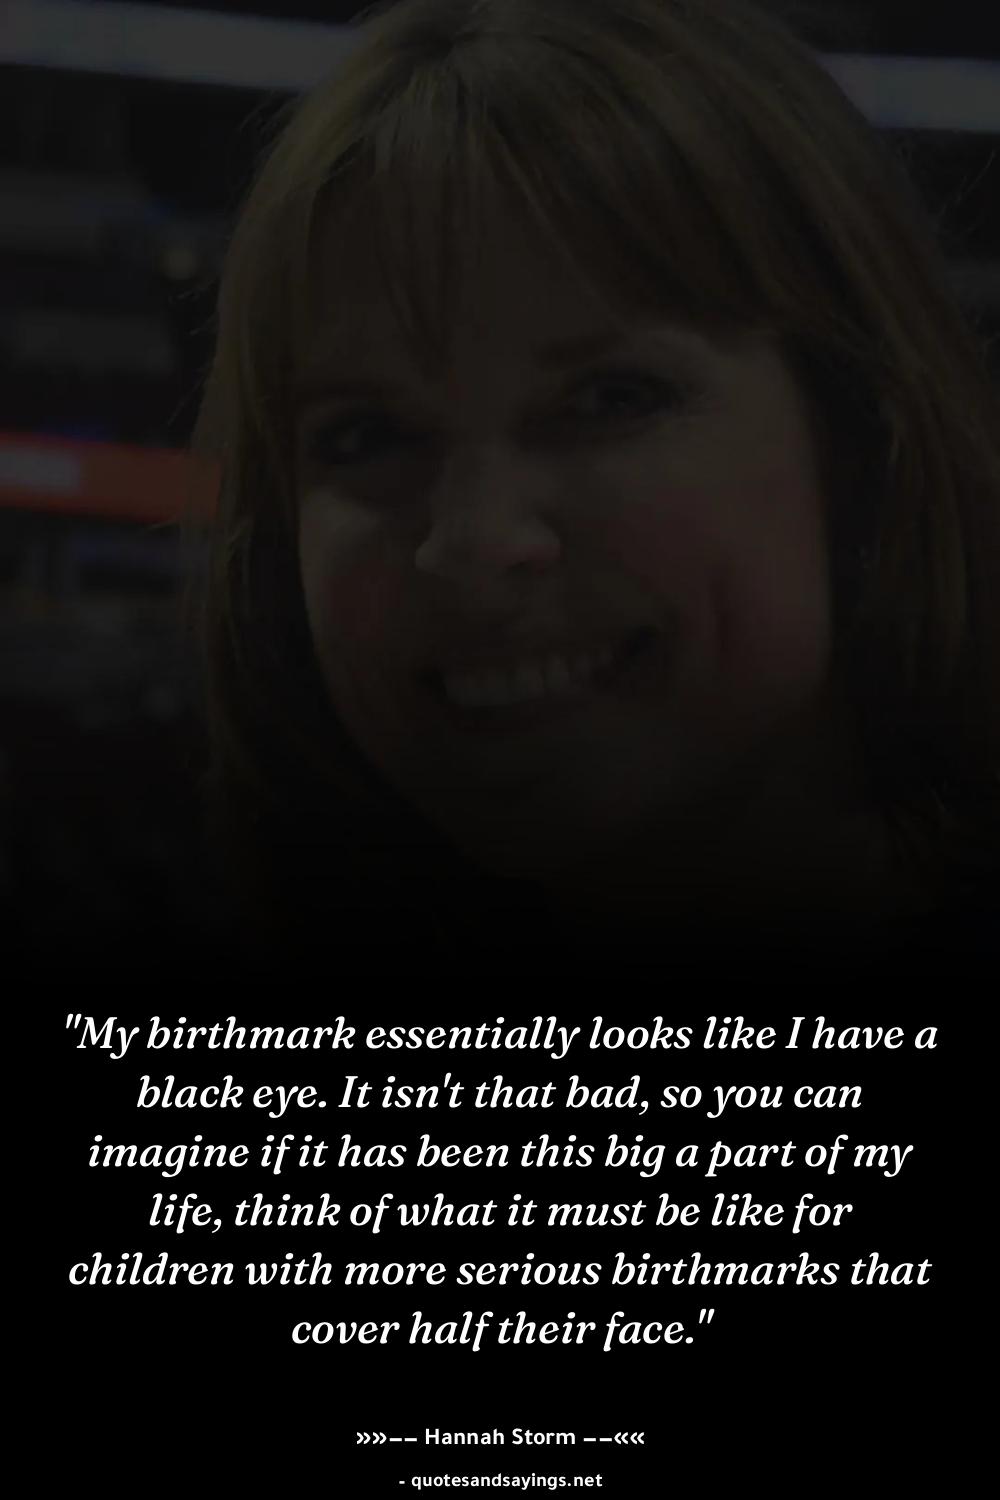 "My birthmark essentially looks like I have a
black eye. It isn't that bad, so you can
imagine if it has been this big a part of my
life, think of what it must be like for
children with more serious birthmarks that
cover half their face."
»»−− Hannah Storm −−««
- quotesandsayings.net